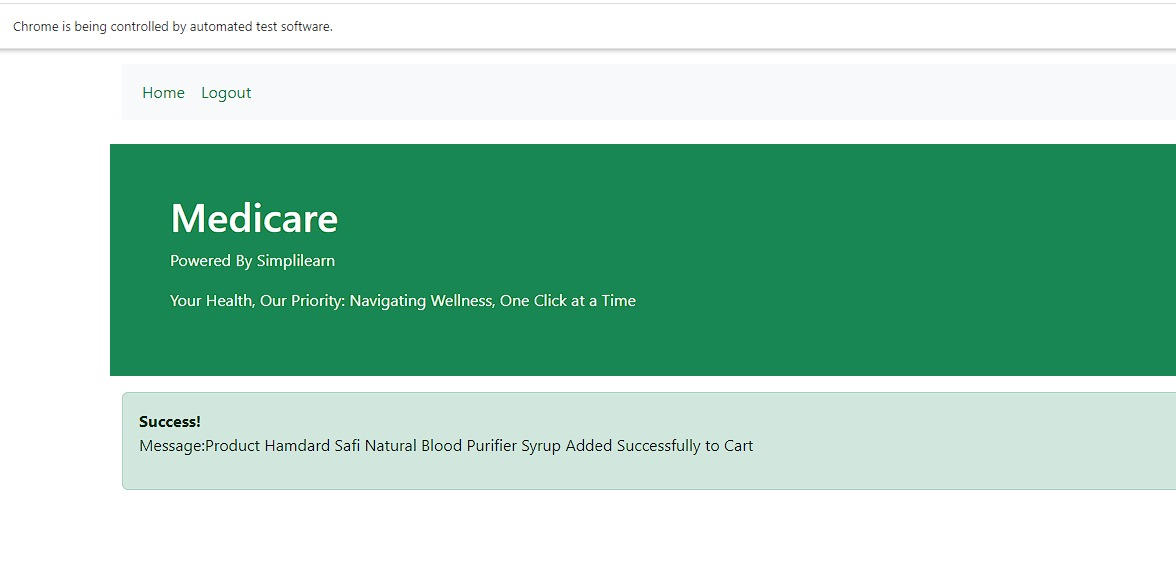 Chrome is being controlled by automated test software.
Home Logout
Medicare
Powered By Simplilearn
Your Health, Our Priority: Navigating Wellness, One Click at a Time
Success!
Message:Product Hamdard Safi Natural Blood Purifier Syrup Added Successfully to Cart